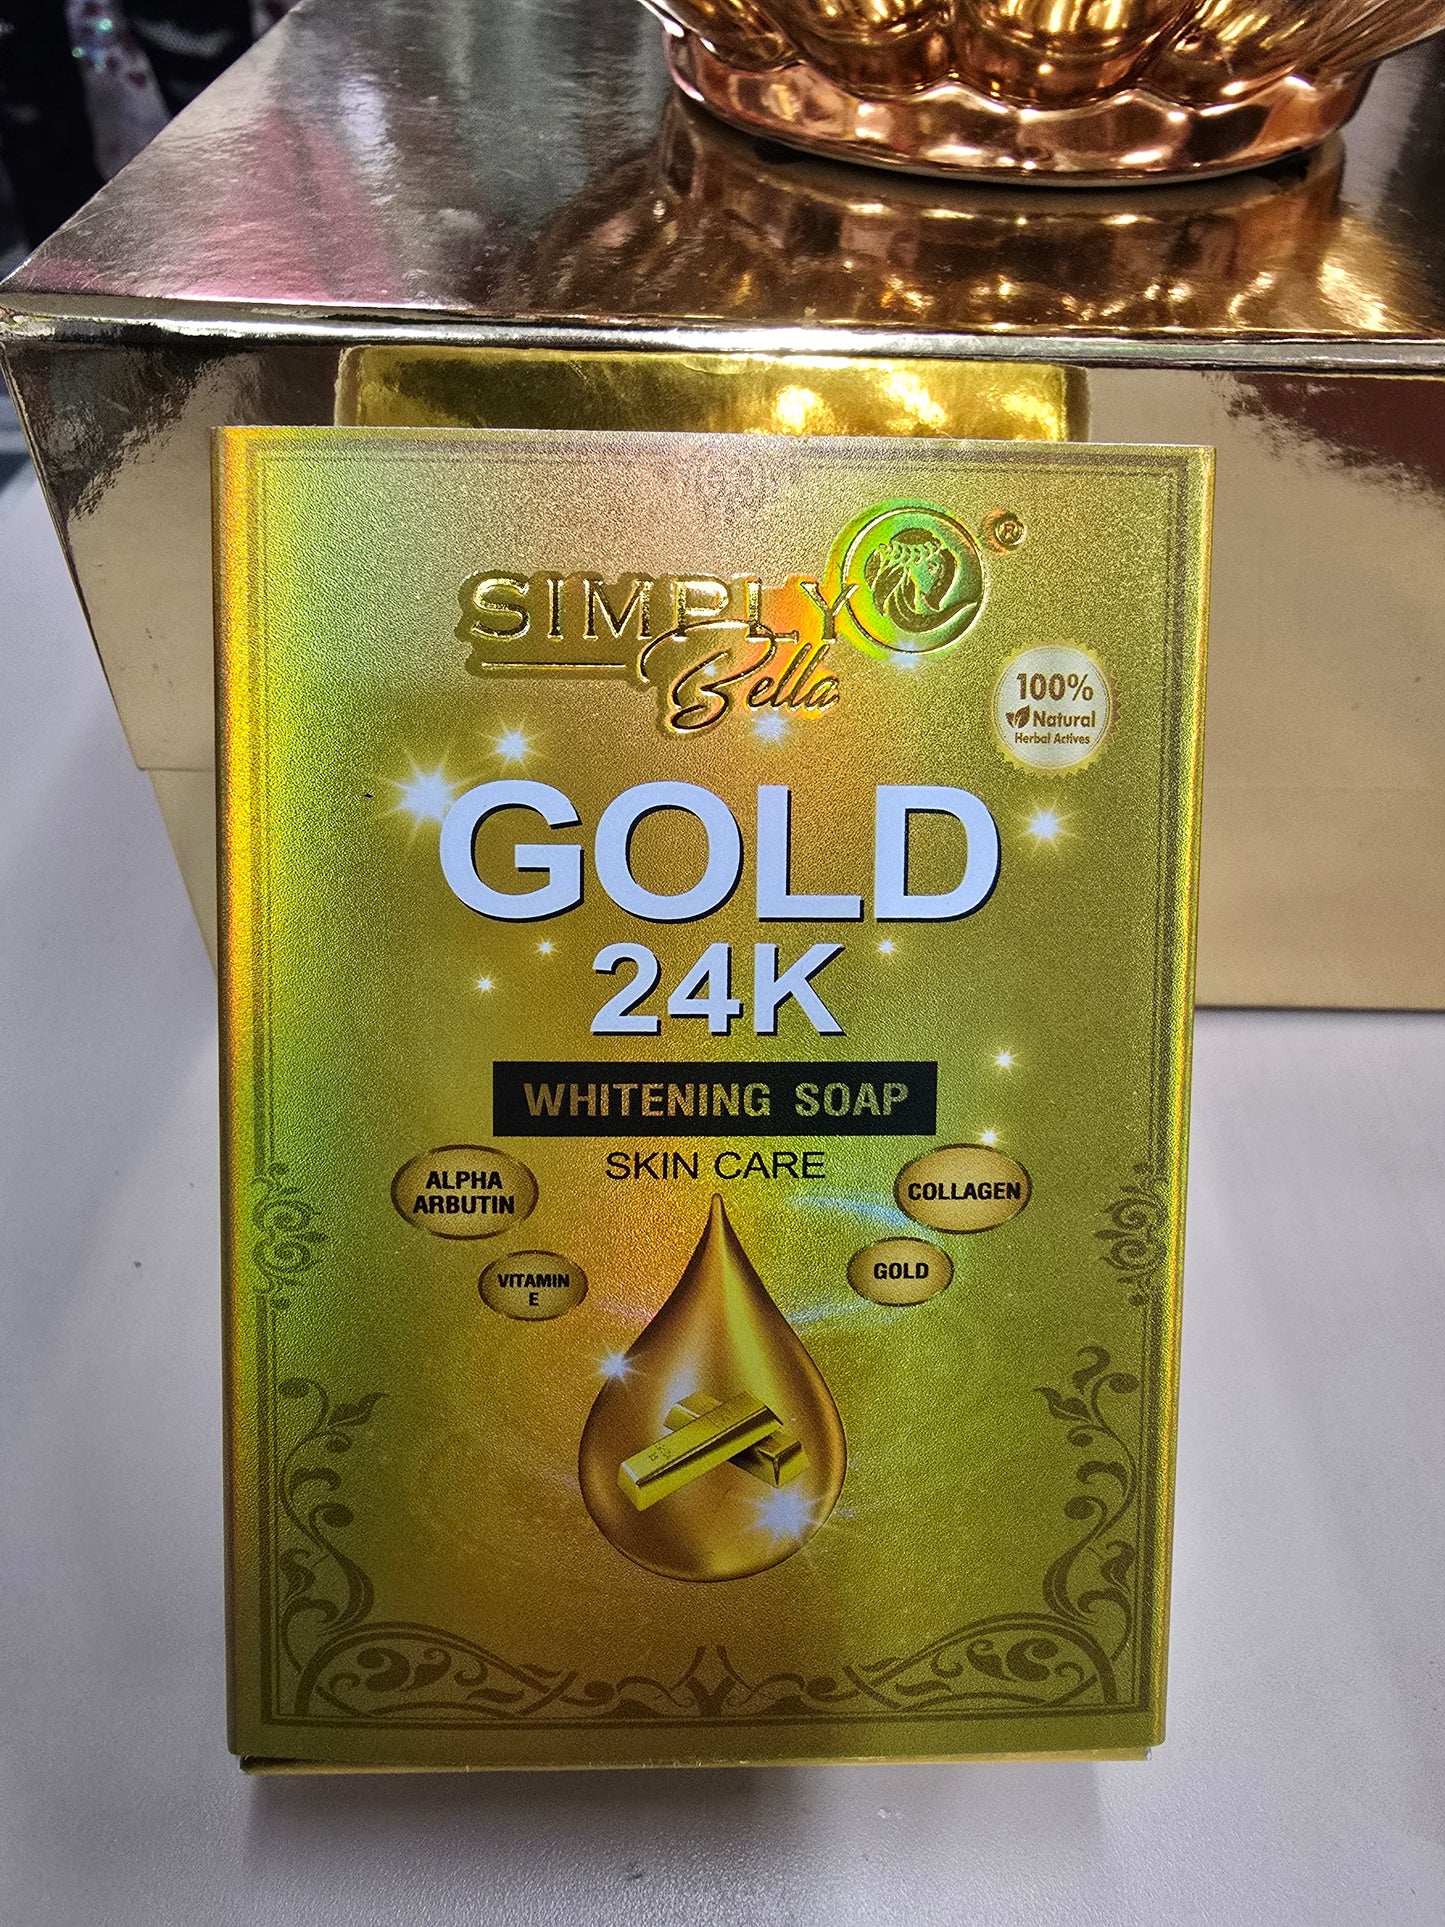 SIMPLY ®
Bella
100%
Natural
Herbal Actives
GOLD
24K
WHITENING SOAP
SKIN CARE
ALPHA
ARBUTIN
COLLAGEN
VITAMIN
E
GOLD